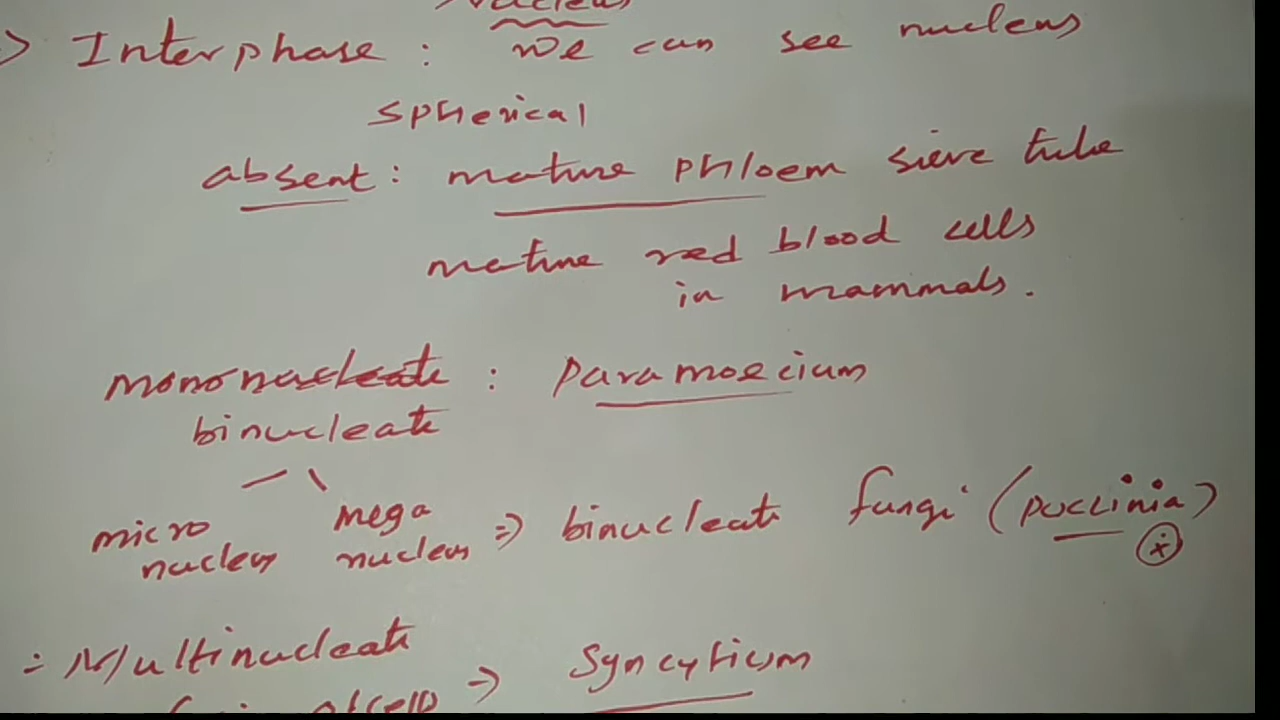 Nucleus
=> Interphase : we can see nucleus
spherical
absent : mature phloem sieve tube
mature red blood cells
in mammals.
mononucleate : paramoecium
binucleate
micro nucleus mega nucleus => binucleate fungi (puccinia)
= Multinucleate
=> Syncytium